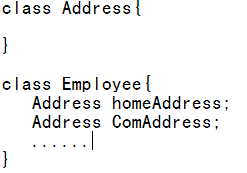 class Address{
}
class Employee{
Address homeAddress;
Address ComAddress;
......
}